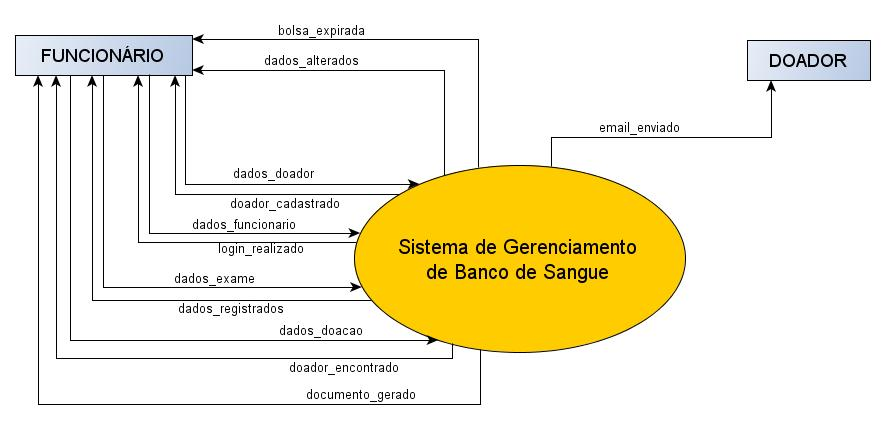 bolsa_expirada
FUNCIONÁRIO
dados_alterados
DOADOR
email_enviado
dados_doador
doador_cadastrado
dados_funcionario
login_realizado
Sistema de Gerenciamento
de Banco de Sangue
dados_exame
dados_registrados
dados_doacao
doador_encontrado
documento_gerado